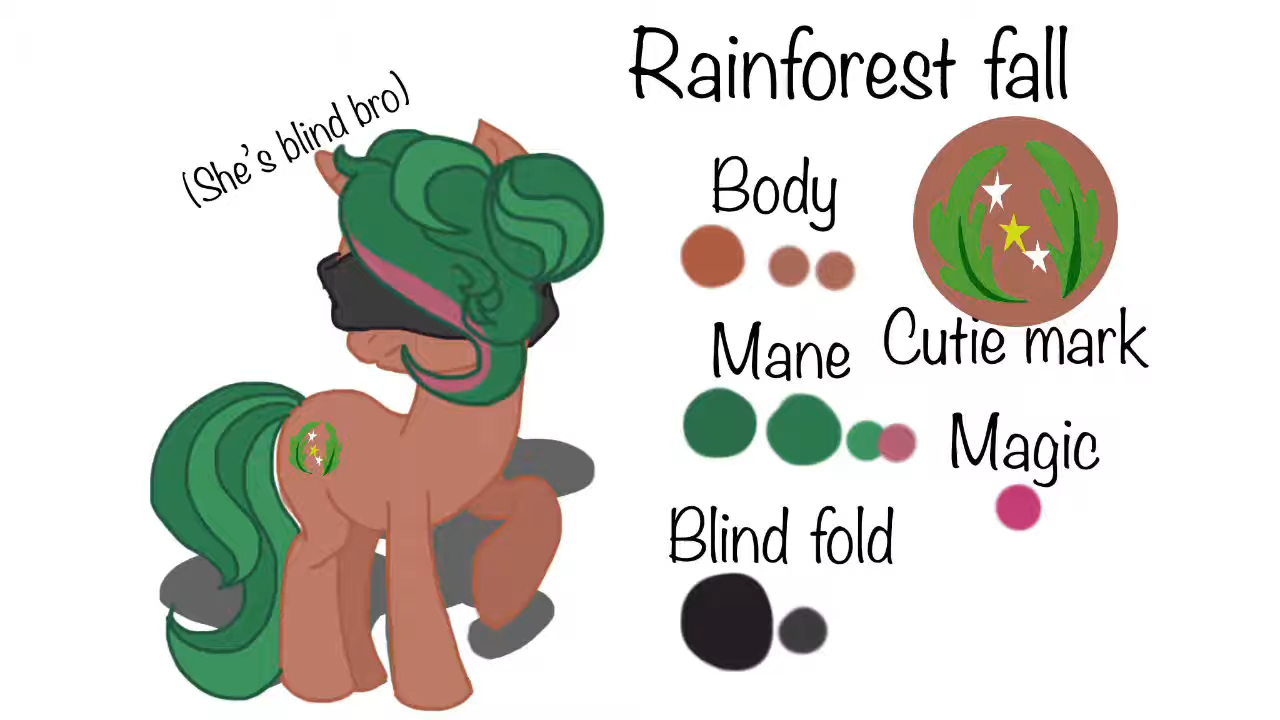 Rainforest fall
(She's blind bro)
Body
Mane
Cutie mark
Magic
Blind fold